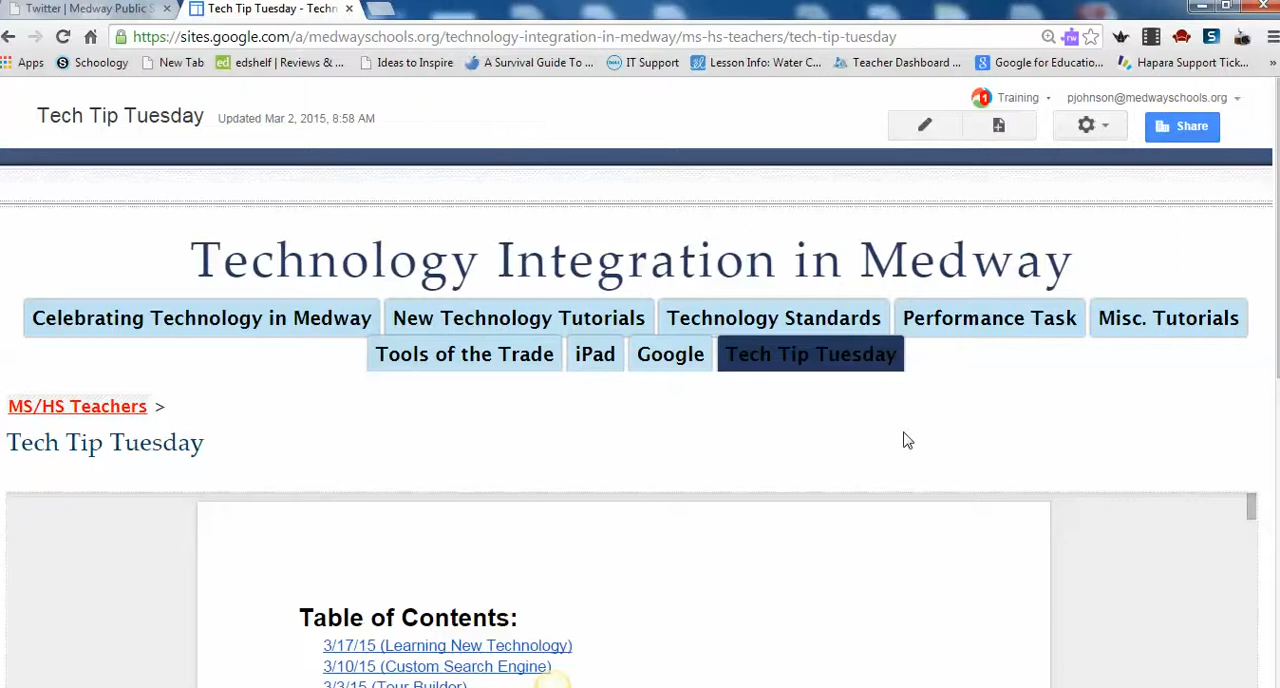 Twitter | Medway Public S
Tech Tip Tuesday - Techn
https://sites.google.com/a/medwayschools.org/technology-integration-in-medway/ms-hs-teachers/tech-tip-tuesday
Apps Schoology New Tab edshelf | Reviews & ... Ideas to Inspire A Survival Guide To ... IT Support Lesson Info: Water C... Teacher Dashboard ... Google for Educatio... Hapara Support Tick... »
Training pjohnson@medwayschools.org
Tech Tip Tuesday Updated Mar 2, 2015, 8:58 AM
Share
Technology Integration in Medway
Celebrating Technology in Medway New Technology Tutorials Technology Standards Performance Task Misc. Tutorials
Tools of the Trade iPad Google Tech Tip Tuesday
MS/HS Teachers >
Tech Tip Tuesday
Table of Contents:
3/17/15 (Learning New Technology)
3/10/15 (Custom Search Engine)
3/3/15 (Tour Builder)